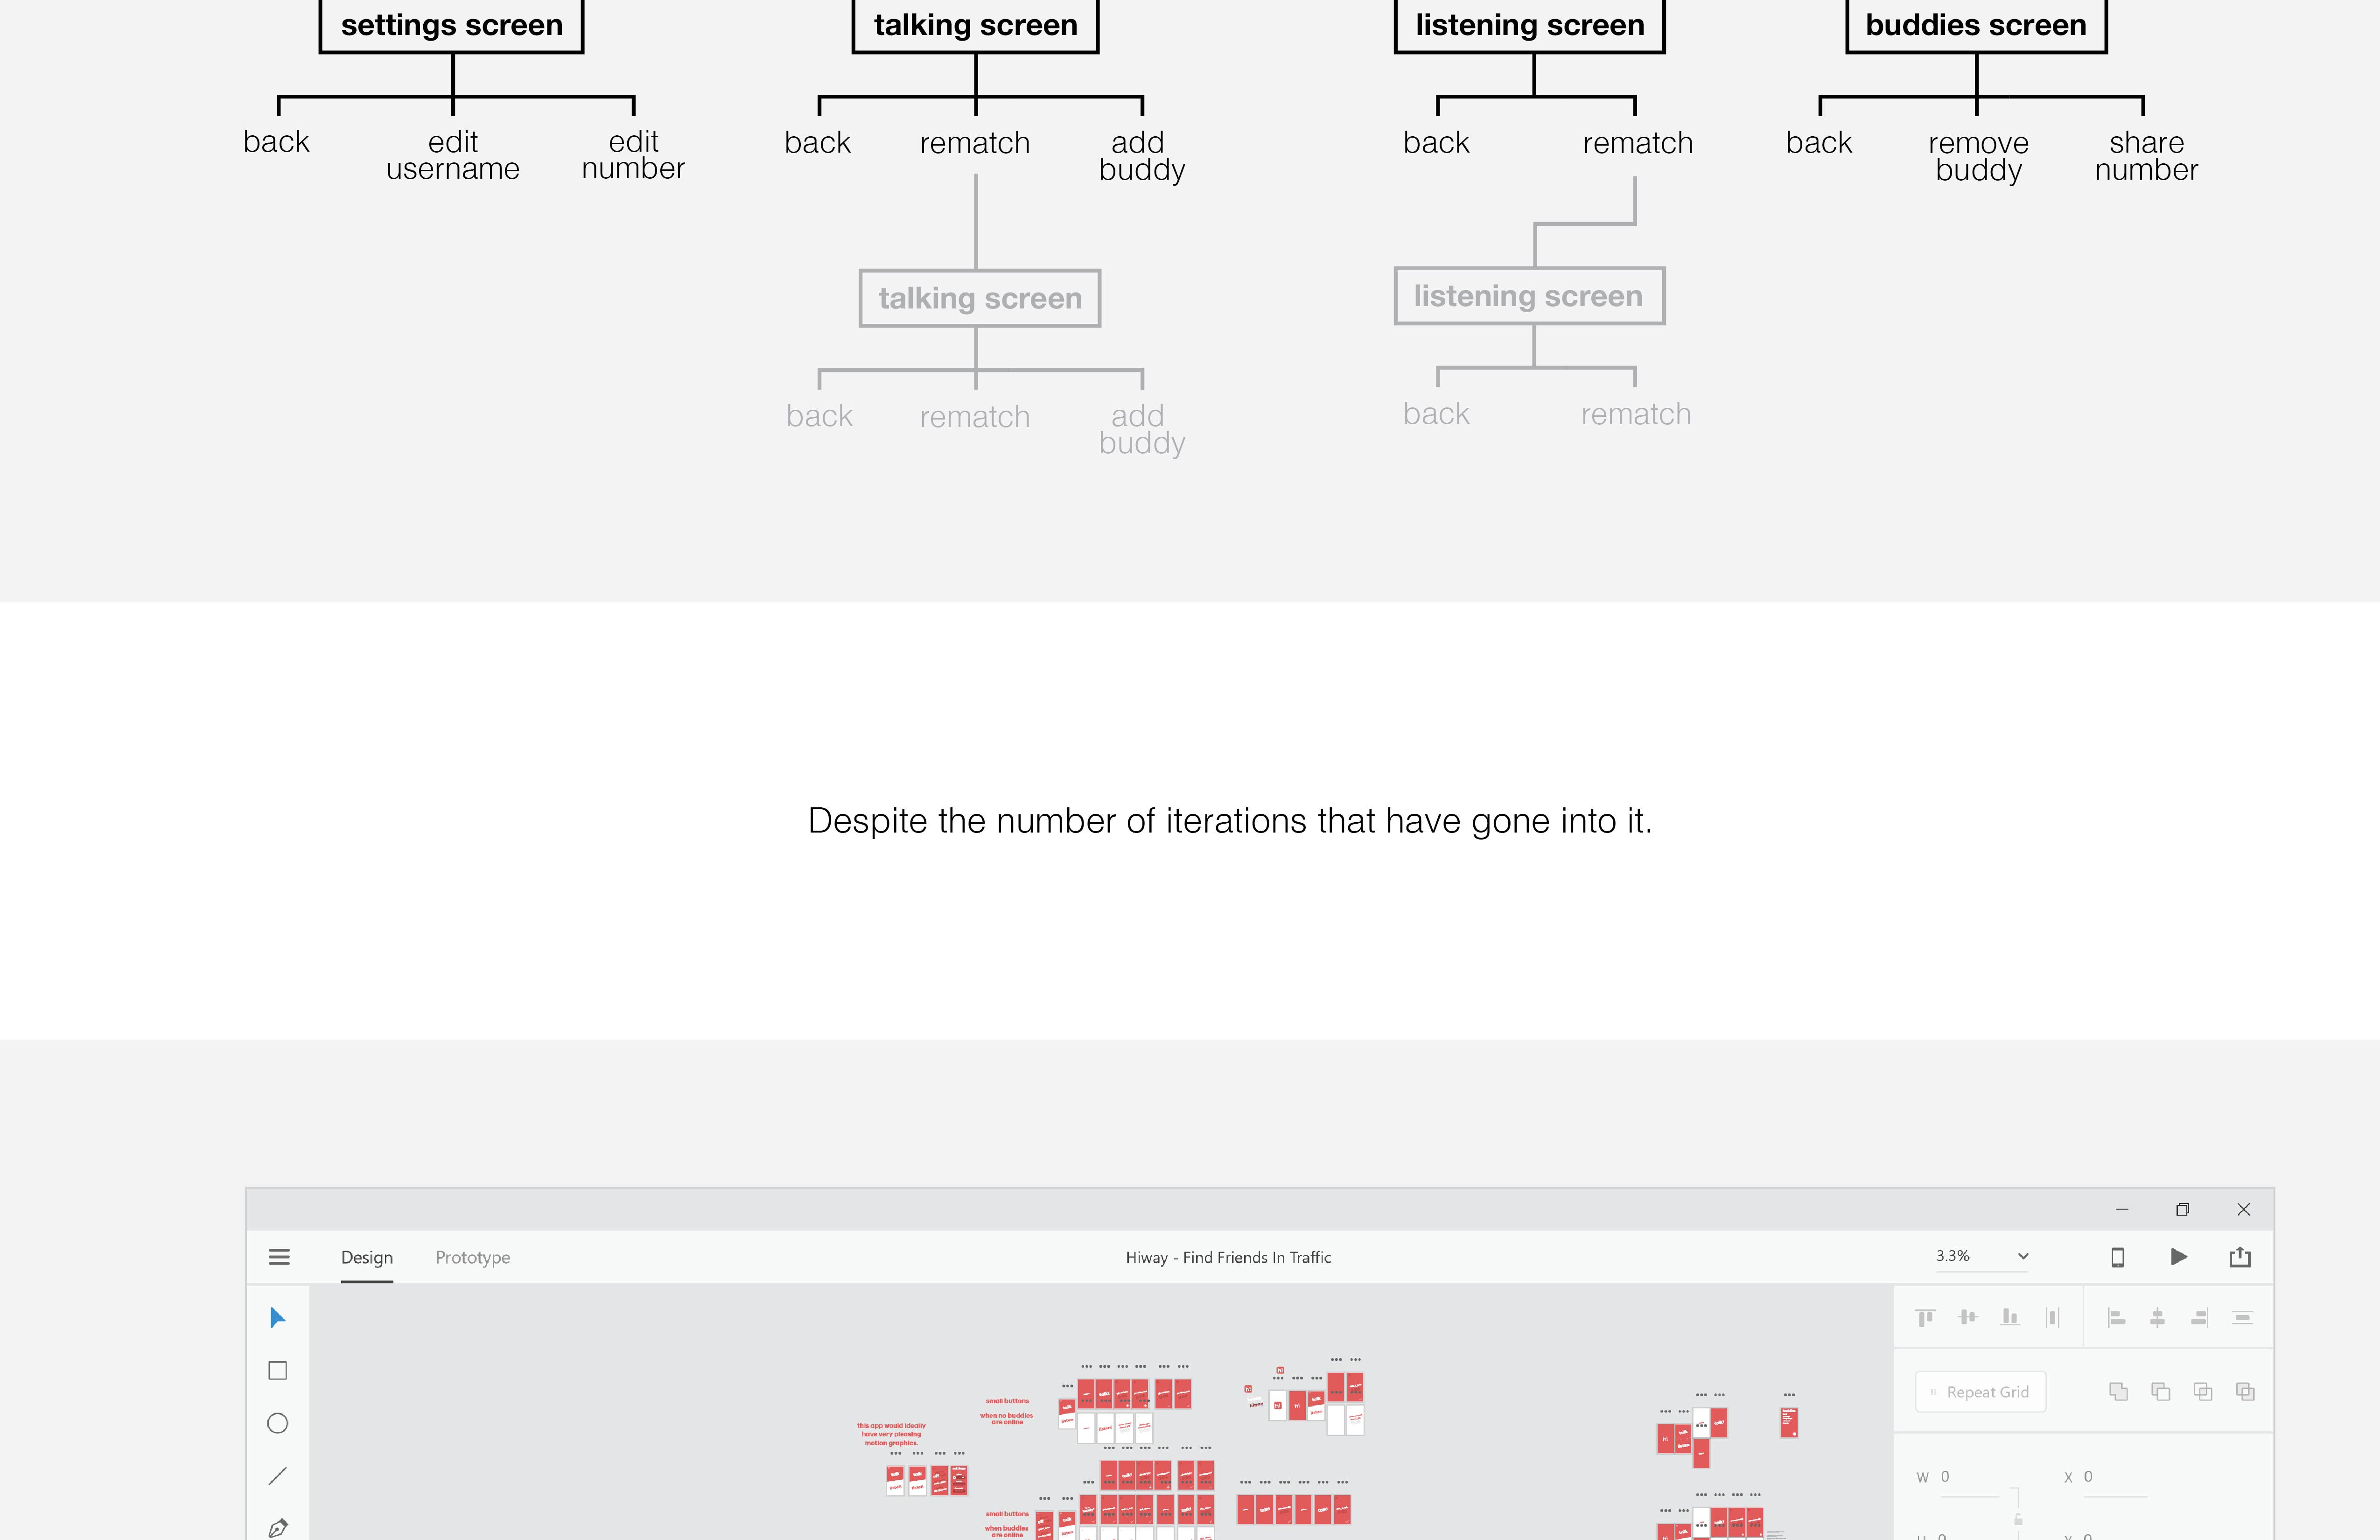 settings screen
talking screen
listening screen
buddies screen
back
edit
username
edit
number
back
rematch
add
buddy
back
rematch
back
remove
buddy
share
number
talking screen
listening screen
back
rematch
add
buddy
back
rematch
Despite the number of iterations that have gone into it.
Design
Prototype
Hiway - Find Friends In Traffic
3.3%
Repeat Grid
W 0
X 0
small buttons
when no buddies
are online
this app would ideally
have very pleasing
motion graphics.
small buttons
when buddies
are online